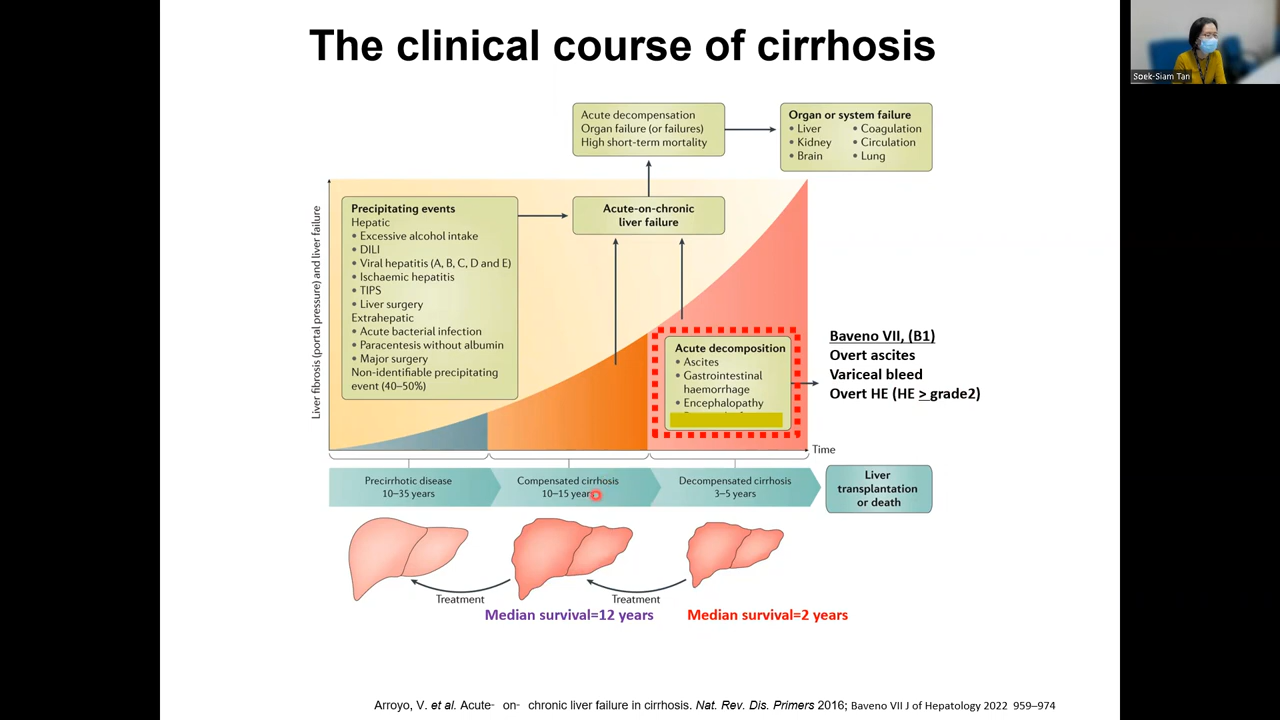 The clinical course of cirrhosis
Soek-Siam Tan
Acute decompensation
Organ failure (or failures)
High short-term mortality
Organ or system failure
• Liver
• Kidney
• Brain
• Coagulation
• Circulation
• Lung
Liver fibrosis (portal pressure) and liver failure
Precipitating events
Hepatic
• Excessive alcohol intake
• DILI
• Viral hepatitis (A, B, C, D and E)
• Ischaemic hepatitis
• TIPS
• Liver surgery
Extrahepatic
• Acute bacterial infection
• Paracentesis without albumin
• Major surgery
Non-identifiable precipitating
event (40–50%)
Acute-on-chronic
liver failure
Acute decomposition
• Ascites
• Gastrointestinal
haemorrhage
• Encephalopathy
Baveno VII, (B1)
Overt ascites
Variceal bleed
Overt HE (HE > grade2)
Time
Precirrhotic disease
10–35 years
Compensated cirrhosis
10–15 years
Decompensated cirrhosis
3–5 years
Liver
transplantation
or death
Treatment
Treatment
Median survival=12 years
Median survival=2 years
Arroyo, V. et al. Acute- on- chronic liver failure in cirrhosis. Nat. Rev. Dis. Primers 2016; Baveno VII J of Hepatology 2022 959–974